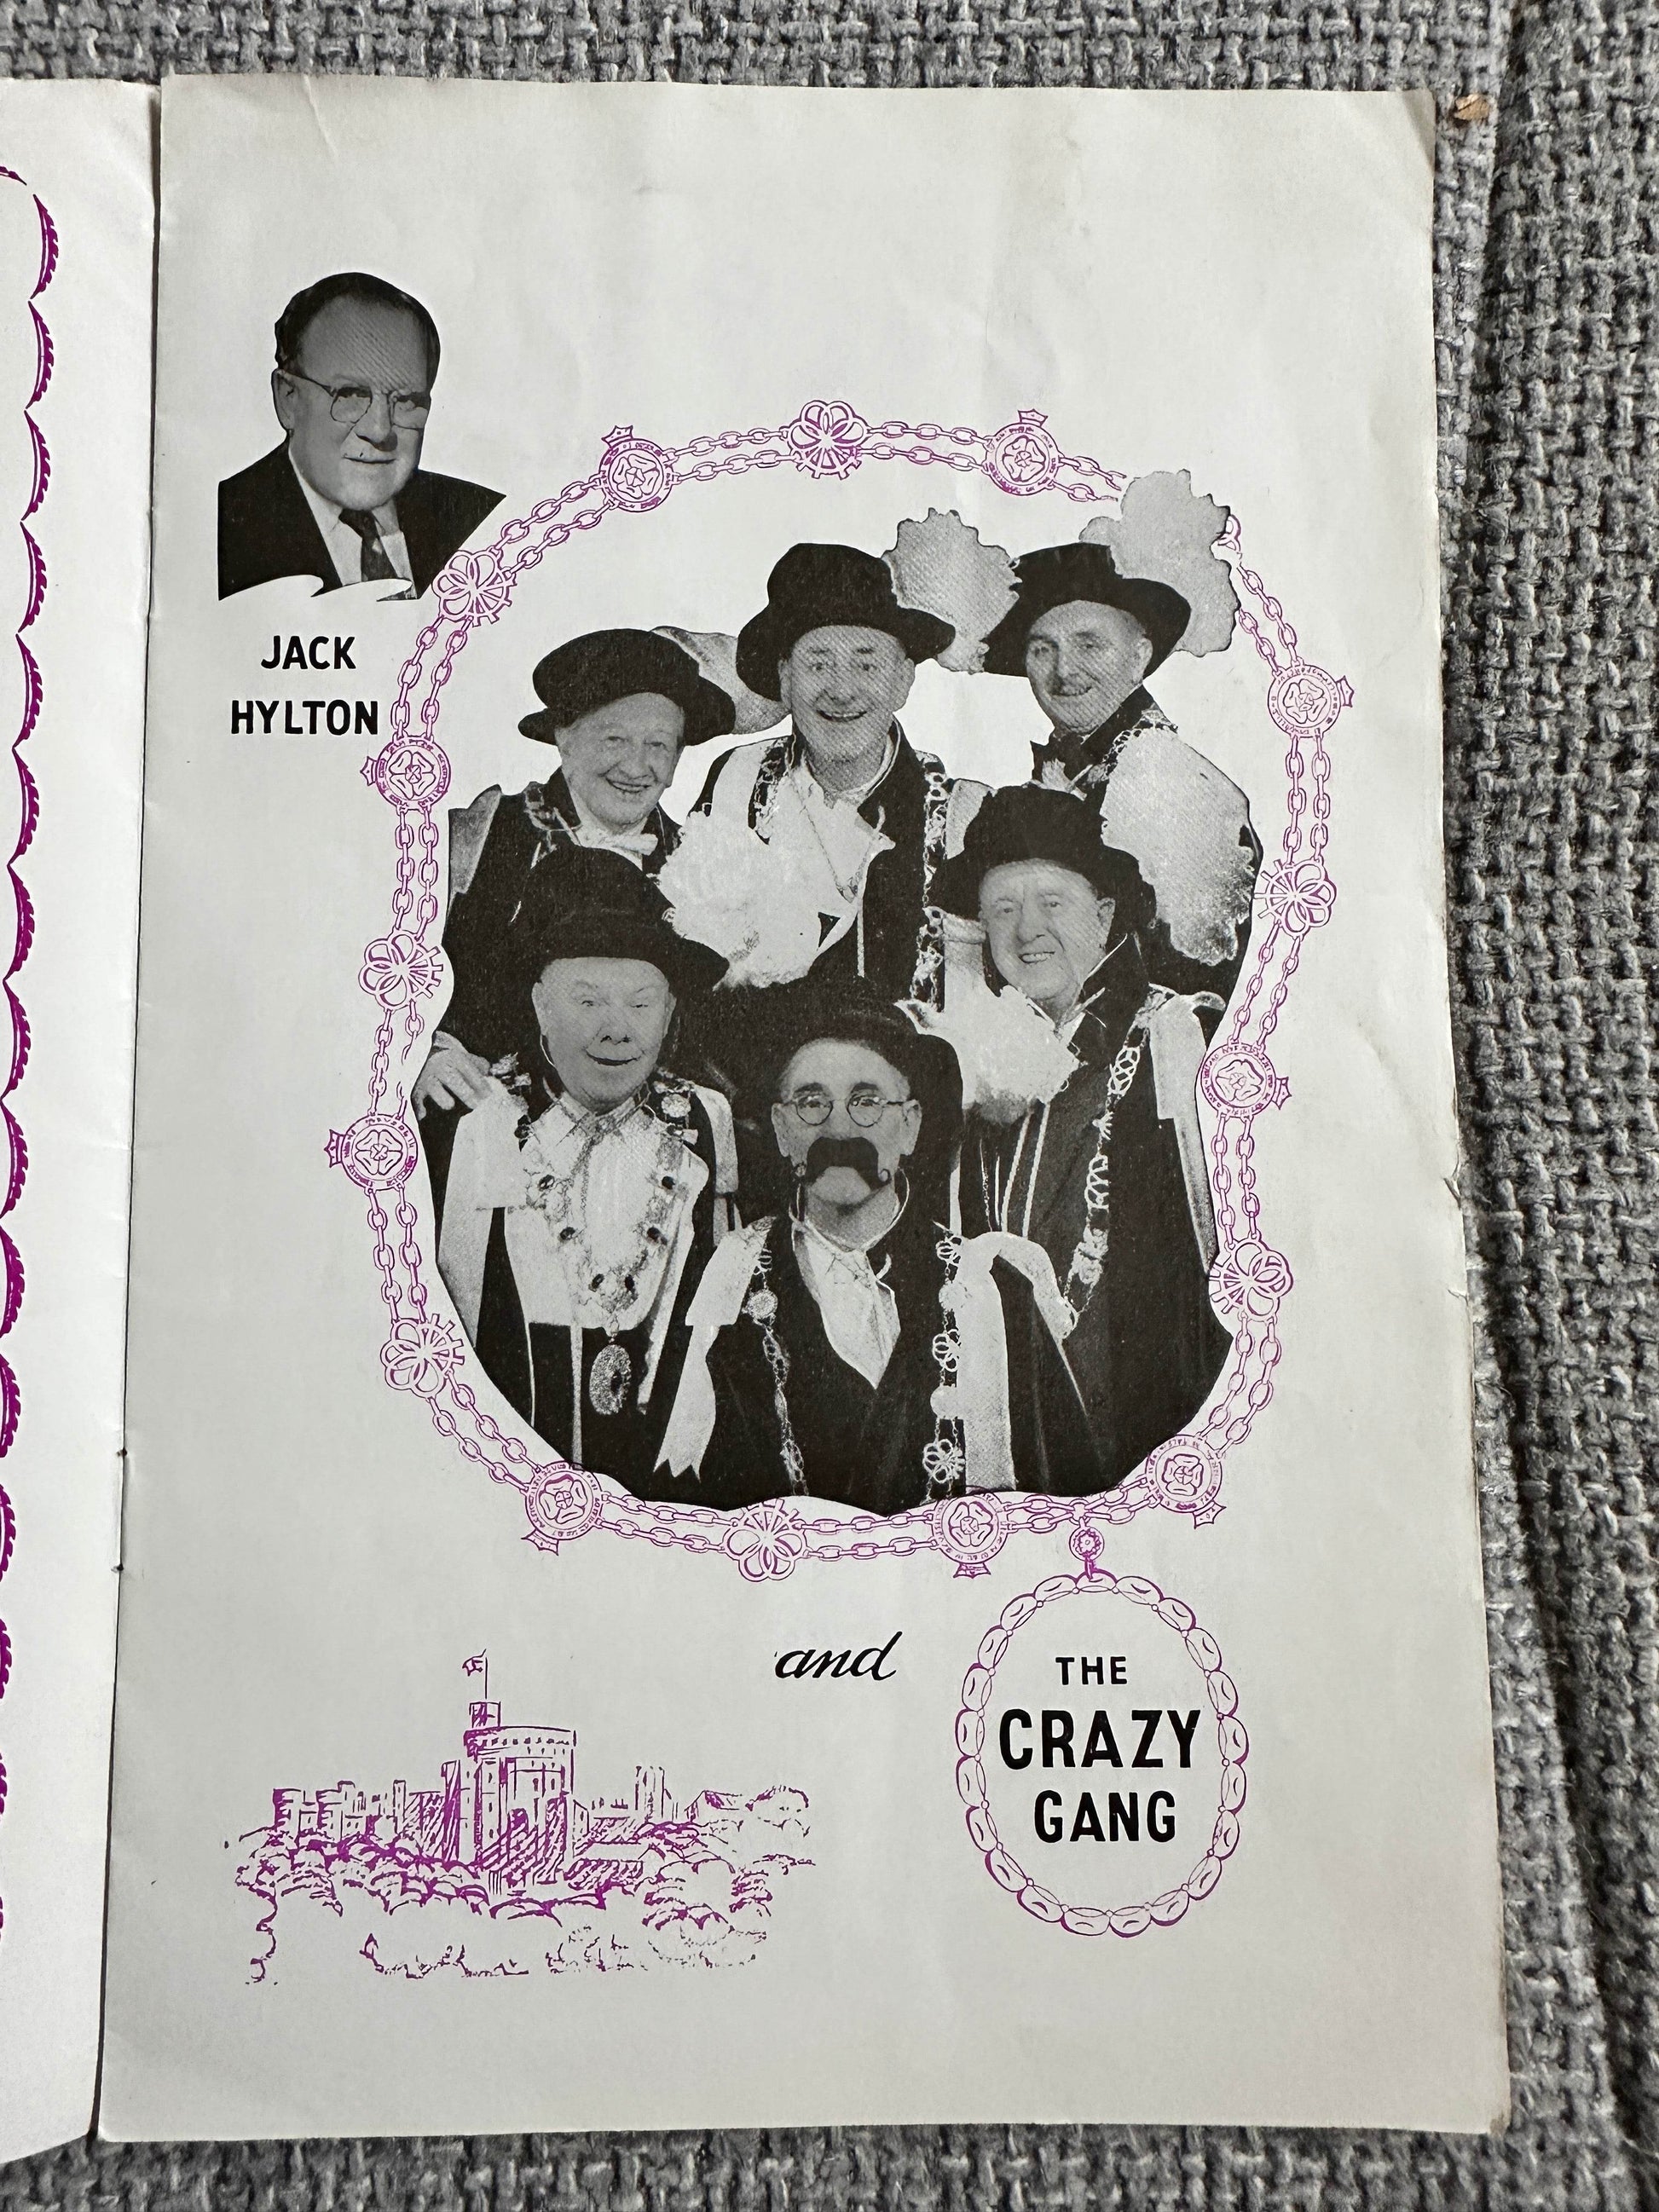 JACK
HYLTON
and
THE
CRAZY
GANG